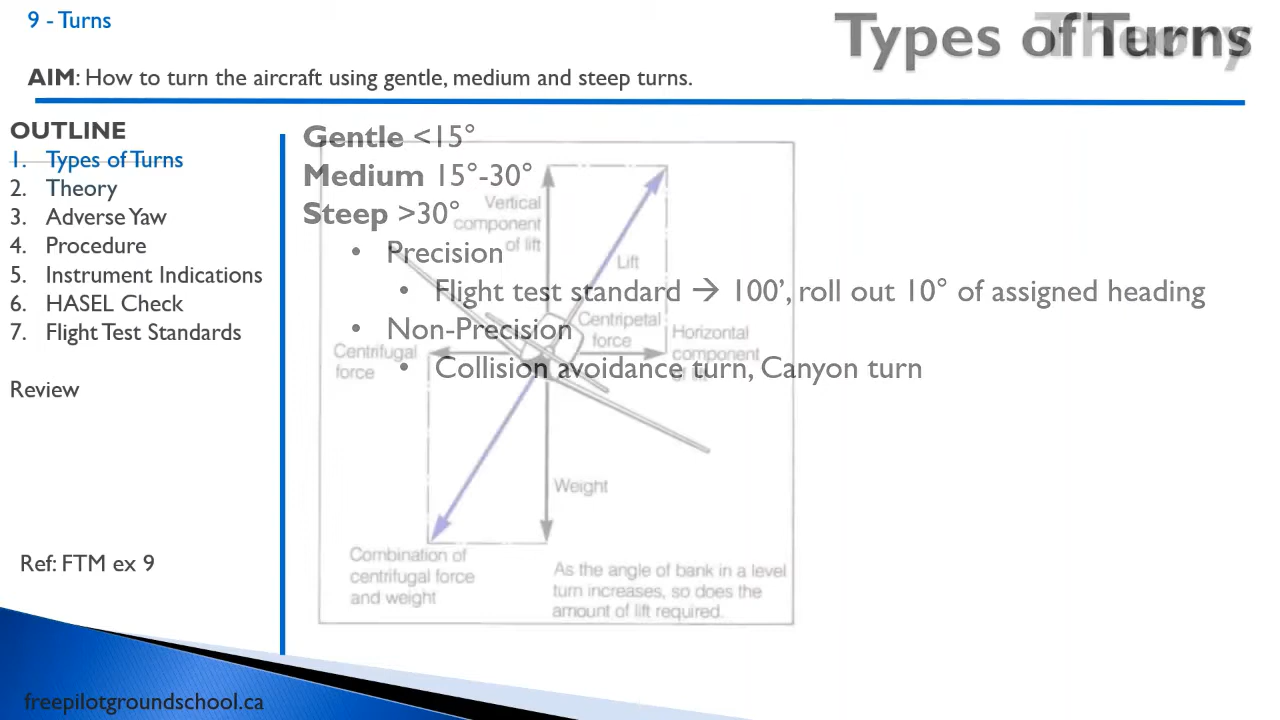 9 - Turns
Types of Turns
Theory
AIM: How to turn the aircraft using gentle, medium and steep turns.
OUTLINE
1. Types of Turns
2. Theory
3. Adverse Yaw
4. Procedure
5. Instrument Indications
6. HASEL Check
7. Flight Test Standards
Review
Ref: FTM ex 9
freepilotgroundschool.ca
Gentle <15°
Medium 15°-30°
Steep >30°
• Precision
• Flight test standard → 100’, roll out 10° of assigned heading
• Non-Precision
• Collision avoidance turn, Canyon turn
Vertical
component
of lift
Lift
Centripetal
force
Horizontal
component
of lift
Centrifugal
force
Weight
Combination of
centrifugal force
and weight
As the angle of bank in a level
turn increases, so does the
amount of lift required.